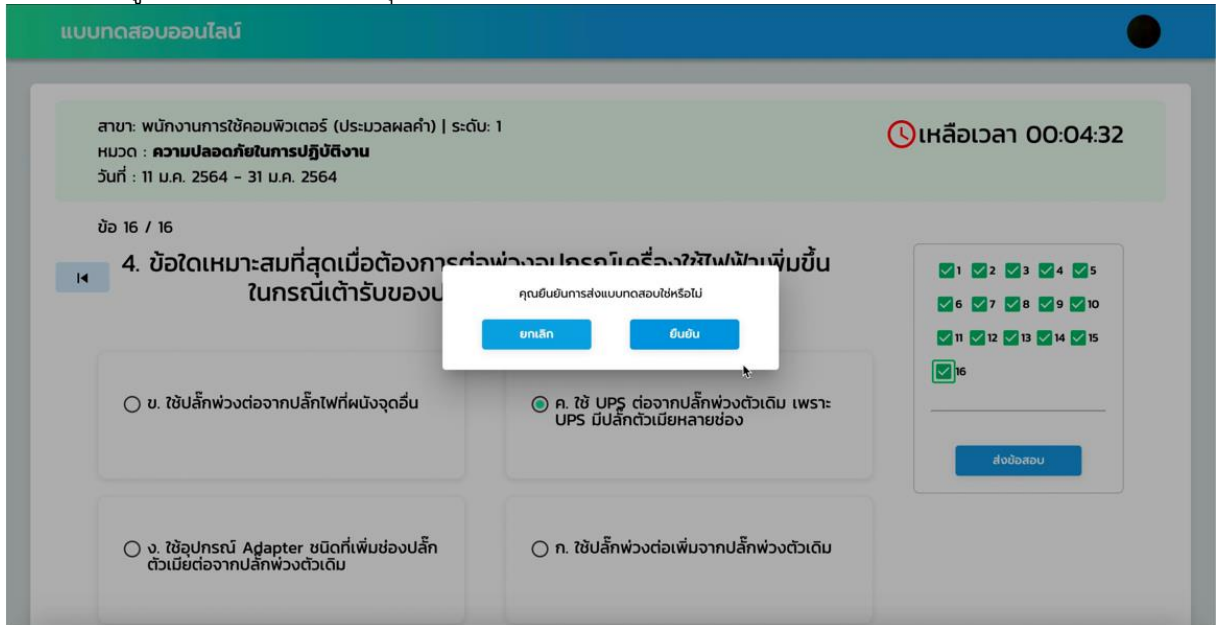 แบบทดสอบออนไลน์
สาขา: พนักงานการใช้คอมพิวเตอร์ (ประมวลผลคำ) | ระดับ: 1
หมวด : ความปลอดภัยในการปฏิบัติงาน
วันที่ : 11 ม.ค. 2564 - 31 ม.ค. 2564
เหลือเวลา 00:04:32
ข้อ 16 / 16
4. ข้อใดเหมาะสมที่สุดเมื่อต้องการต่อพ่วงอุปกรณ์เครื่องใช้ไฟฟ้าเพิ่มขึ้น
ในกรณีเต้ารับของ
คุณยืนยันการส่งแบบทดสอบใช่หรือไม่
ยกเลิก
ยืนยัน
ข. ใช้ปลั๊กพ่วงต่อจากปลั๊กไฟที่ผนังจุดอื่น
ค. ใช้ UPS ต่อจากปลั๊กพ่วงตัวเดิม เพราะ
UPS มีปลั๊กตัวเมียหลายช่อง
ง. ใช้อุปกรณ์ Adapter ชนิดที่เพิ่มช่องปลั๊ก
ตัวเมียต่อจากปลั๊กพ่วงตัวเดิม
ก. ใช้ปลั๊กพ่วงต่อเพิ่มจากปลั๊กพ่วงตัวเดิม
1 2 3 4 5
6 7 8 9 10
11 12 13 14 15
16
ส่งข้อสอบ